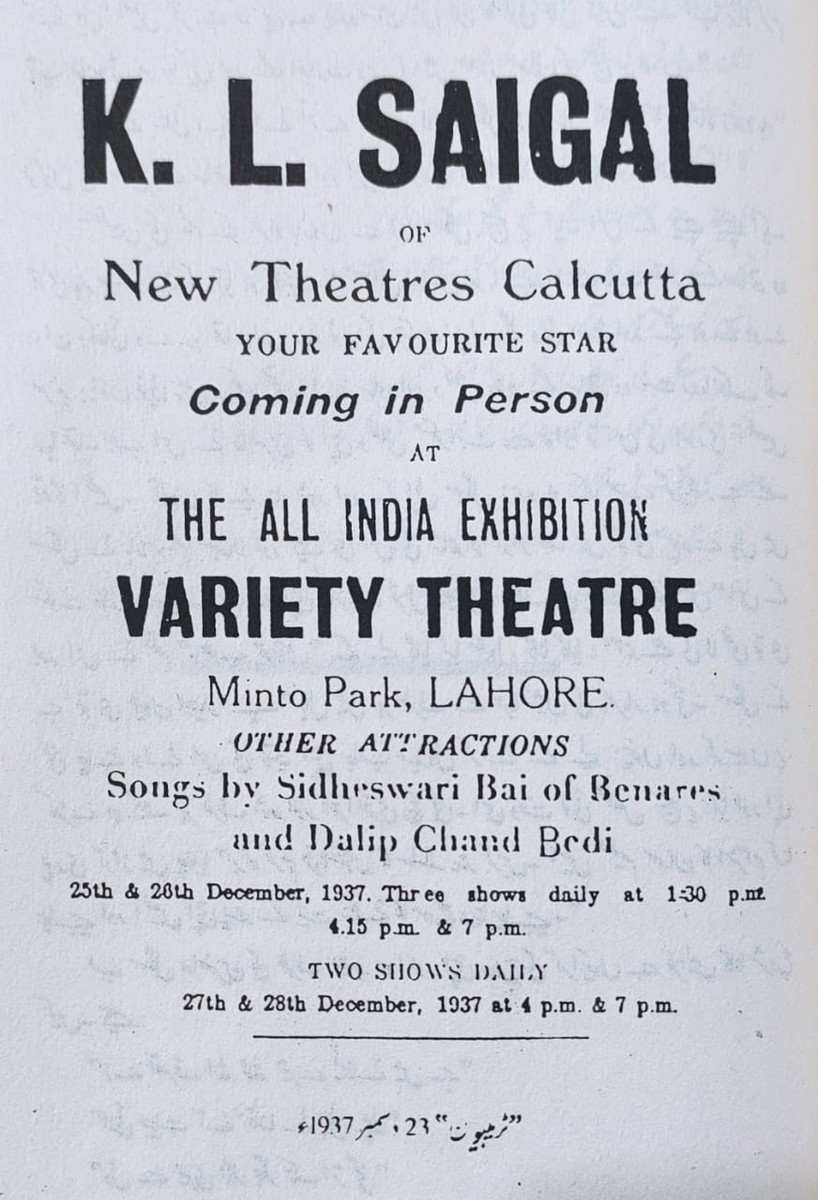 K. L. SAIGAL
OF
New Theatres Calcutta
YOUR FAVOURITE STAR
Coming in Person
AT
THE ALL INDIA EXHIBITION
VARIETY THEATRE
Minto Park, LAHORE.
OTHER ATTRACTIONS
Songs by Sidheswari Bai of Benares
and Dalip Chand Bedi
25th & 26th December, 1937. Three shows daily at 1-30 p.m.
4.15 p.m. & 7 p.m.
TWO SHOWS DAILY
27th & 28th December, 1937 at 4 p.m. & 7 p.m.
”ٹریبیون“ 23، دسمبر 1937ء